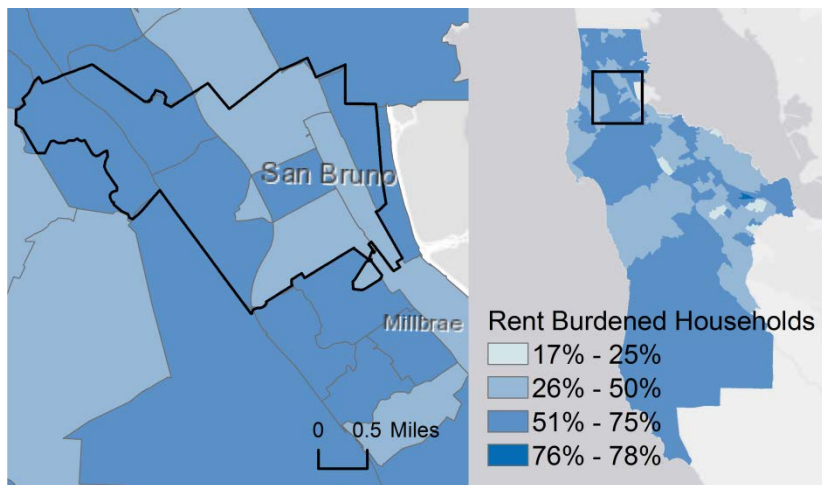 San Bruno
Millbrae
0 0.5 Miles
Rent Burdened Households
17% - 25%
26% - 50%
51% - 75%
76% - 78%